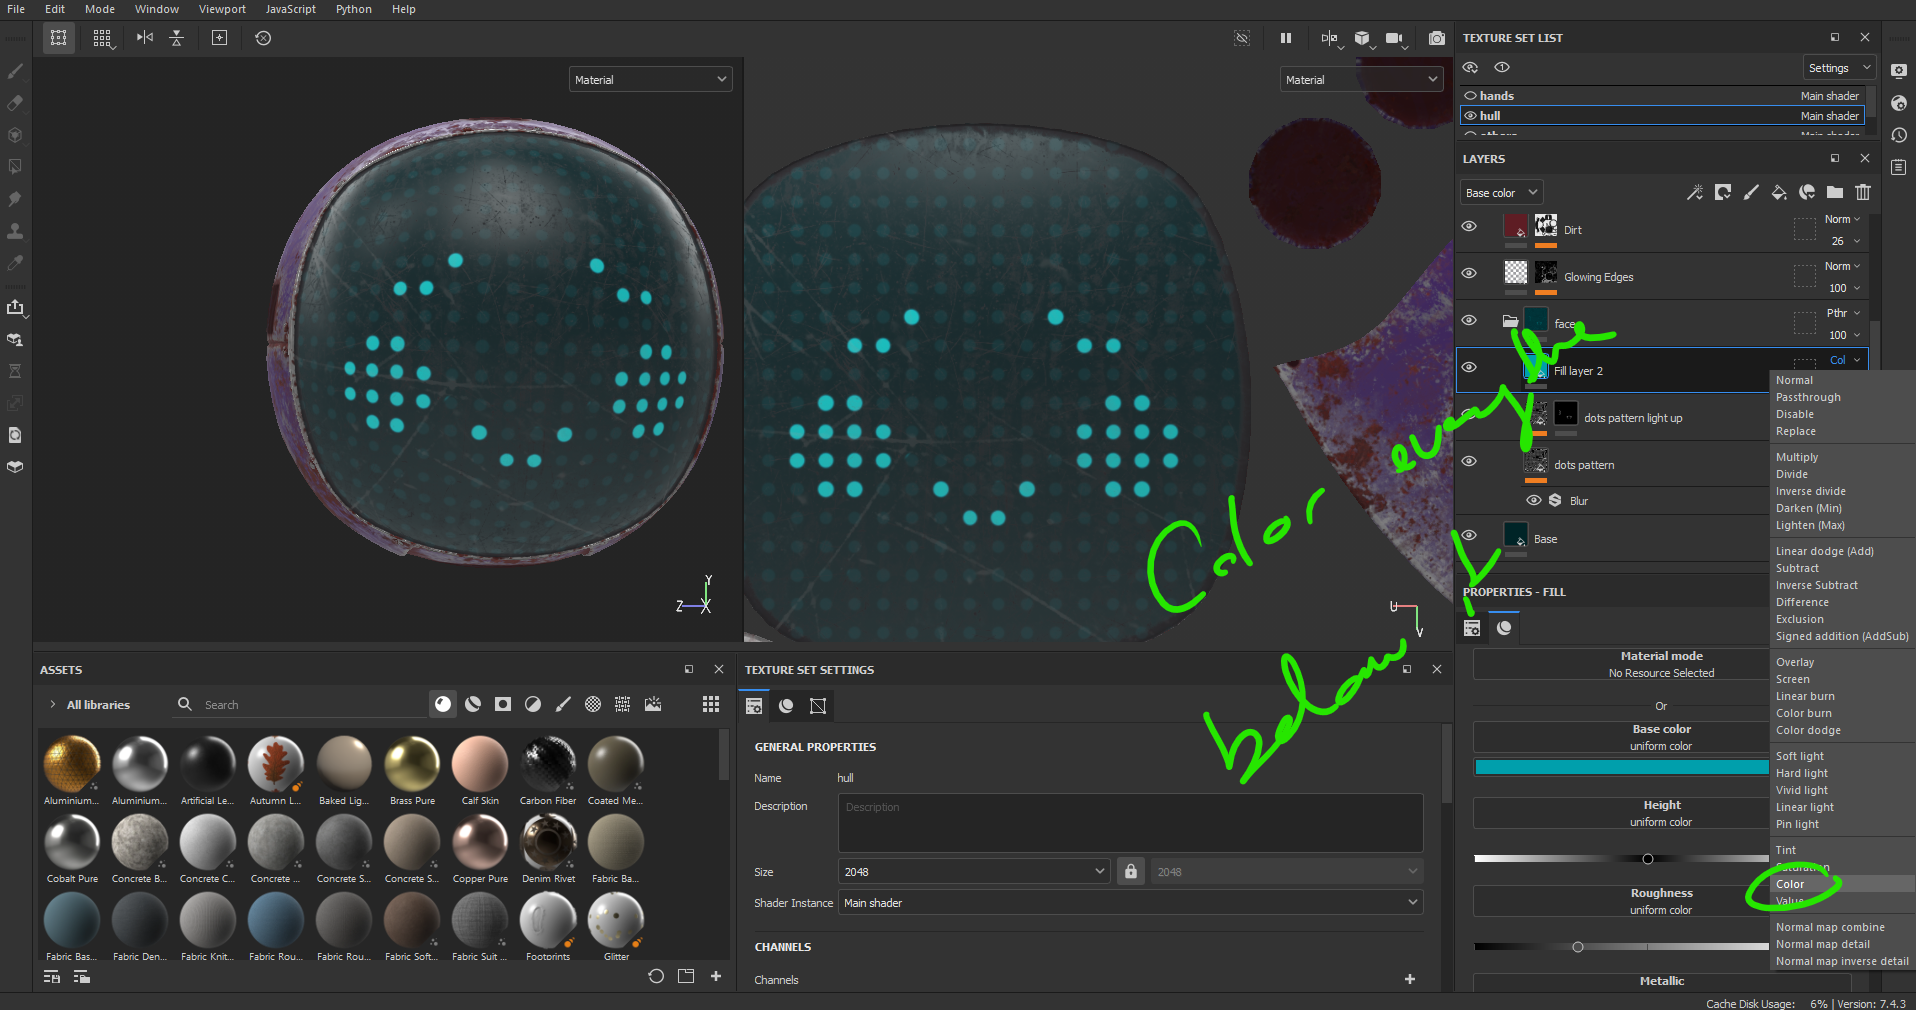 File Edit Mode Window Viewport JavaScript Python Help
Material
Material
TEXTURE SET LIST
Settings
hands Main shader
hull Main shader
others Main shader
LAYERS
Base color
Dirt
Norm
26
Glowing Edges
Norm
100
face
Pthr
100
Fill layer 2
Col
dots pattern light up
dots pattern
Blur
Base
Normal
Passthrough
Disable
Replace
Multiply
Divide
Inverse divide
Darken (Min)
Lighten (Max)
Linear dodge (Add)
Subtract
Inverse Subtract
Difference
Exclusion
Signed addition (AddSub)
Overlay
Screen
Linear burn
Color burn
Color dodge
Soft light
Hard light
Vivid light
Linear light
Pin light
Tint
Saturation
Color
Value
Normal map combine
Normal map detail
Normal map inverse detail
Color
below
Y
Z X
U
V
PROPERTIES - FILL
Material mode
No Resource Selected
Or
Base color
uniform color
Height
uniform color
Roughness
uniform color
Metallic
ASSETS
All libraries
Search
Aluminium... Aluminium... Artificial Le... Autumn L... Baked Lig... Brass Pure Calf Skin Carbon Fiber Coated Me...
Cobalt Pure Concrete B... Concrete C... Concrete ... Concrete S... Concrete S... Copper Pure Denim Rivet Fabric Ba...
Fabric Bas... Fabric Den... Fabric Knit... Fabric Rou... Fabric Rou... Fabric Soft... Fabric Suit ... Footprints Glitter
TEXTURE SET SETTINGS
GENERAL PROPERTIES
Name hull
Description Description
Size 2048 2048
Shader Instance Main shader
CHANNELS
Channels
Cache Disk Usage: 6% | Version: 7.4.3